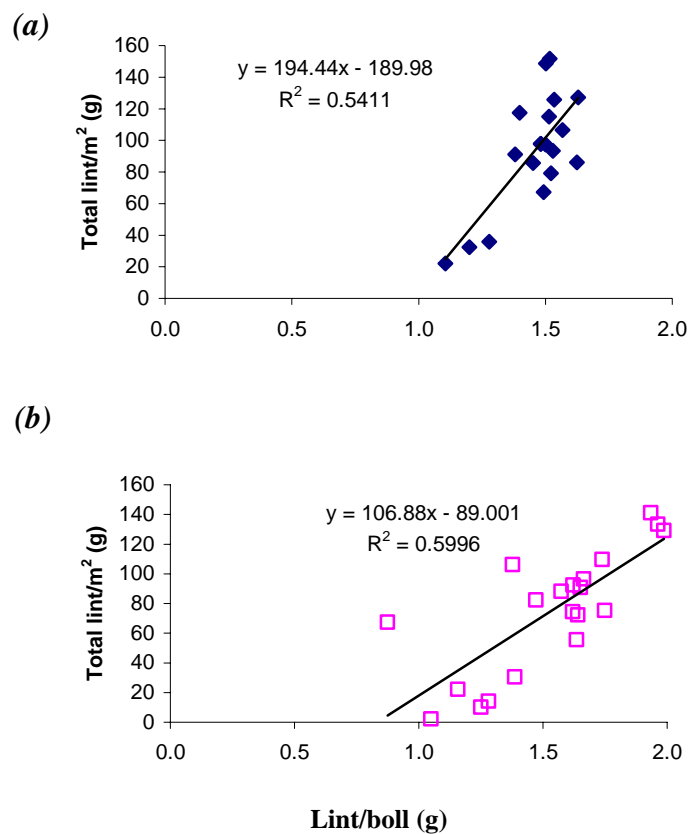 (a)
160
140
120
100
80
60
40
20
0
Total lint/m² (g)
y = 194.44x - 189.98
R² = 0.5411
0.0 0.5 1.0 1.5 2.0
(b)
160
140
120
100
80
60
40
20
0
Total lint/m² (g)
y = 106.88x - 89.001
R² = 0.5996
0.0 0.5 1.0 1.5 2.0
Lint/boll (g)